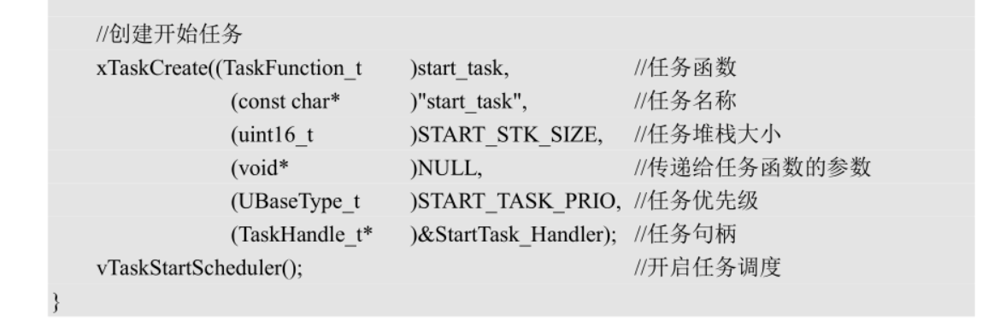 //创建开始任务
xTaskCreate((TaskFunction_t )start_task, //任务函数
(const char* )"start_task", //任务名称
(uint16_t )START_STK_SIZE, //任务堆栈大小
(void* )NULL, //传递给任务函数的参数
(UBaseType_t )START_TASK_PRIO, //任务优先级
(TaskHandle_t* )&StartTask_Handler); //任务句柄
vTaskStartScheduler(); //开启任务调度
}